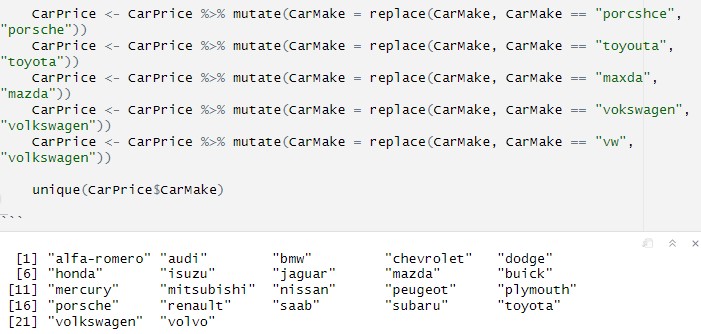 CarPrice <- CarPrice %>% mutate(CarMake = replace(CarMake, CarMake == "porcshce",
"porsche"))
CarPrice <- CarPrice %>% mutate(CarMake = replace(CarMake, CarMake == "toyouta",
"toyota"))
CarPrice <- CarPrice %>% mutate(CarMake = replace(CarMake, CarMake == "maxda",
"mazda"))
CarPrice <- CarPrice %>% mutate(CarMake = replace(CarMake, CarMake == "vokswagen",
"volkswagen"))
CarPrice <- CarPrice %>% mutate(CarMake = replace(CarMake, CarMake == "vw",
"volkswagen"))
unique(CarPrice$CarMake)
```
[1] "alfa-romero" "audi" "bmw" "chevrolet" "dodge"
[6] "honda" "isuzu" "jaguar" "mazda" "buick"
[11] "mercury" "mitsubishi" "nissan" "peugeot" "plymouth"
[16] "porsche" "renault" "saab" "subaru" "toyota"
[21] "volkswagen" "volvo"